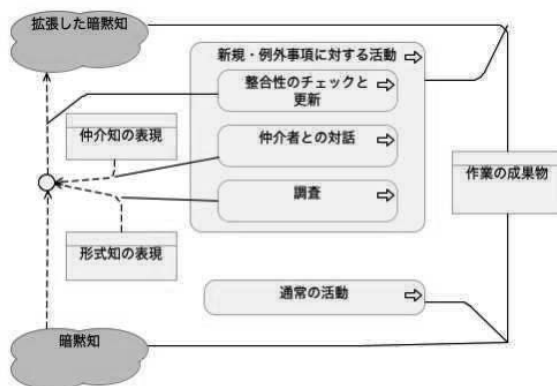 拡張した暗黙知
新規・例外事項に対する活動
整合性のチェックと
更新
仲介知の表現
仲介者との対話
作業の成果物
調査
形式知の表現
通常の活動
暗黙知